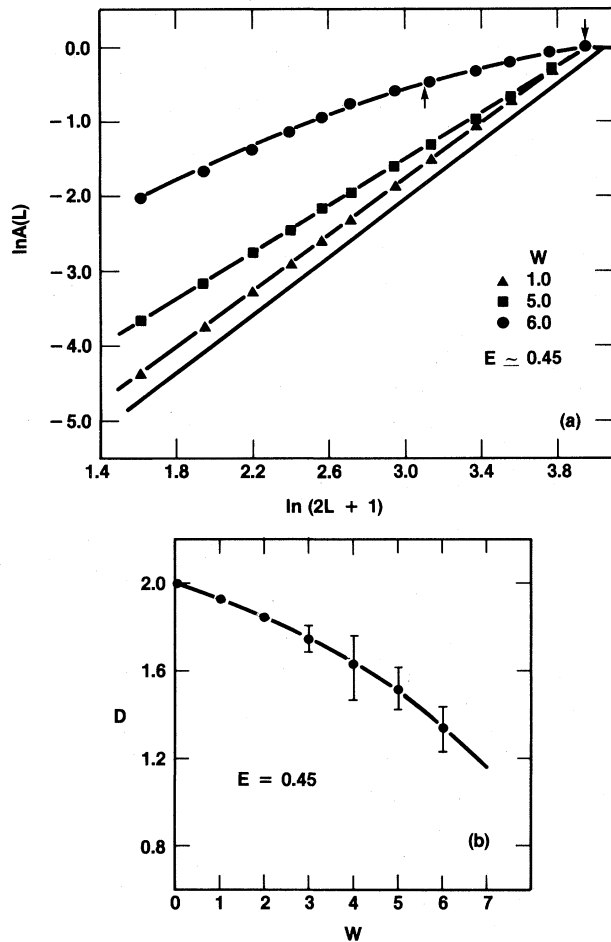 0.0
−1.0
−2.0
−3.0
−4.0
−5.0
lnA(L)
W
▲ 1.0
■ 5.0
● 6.0
E ≃ 0.45
(a)
1.4 1.8 2.2 2.6 3.0 3.4 3.8
ln (2L + 1)
2.0
1.6
1.2
0.8
D
E = 0.45
(b)
0 1 2 3 4 5 6 7
W